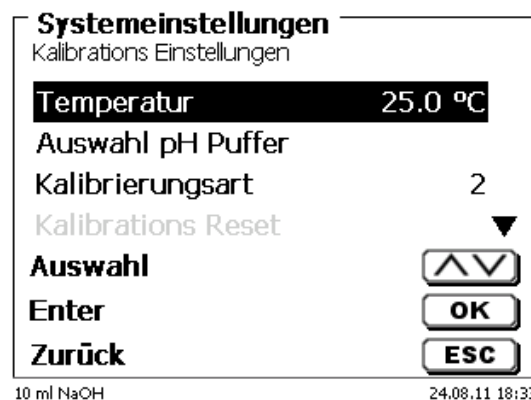 Systemeinstellungen
Kalibrations Einstellungen
Temperatur 25.0 ºC
Auswahl pH Puffer
Kalibrierungsart 2
Kalibrations Reset
Auswahl
Enter OK
Zurück ESC
10 ml NaOH 24.08.11